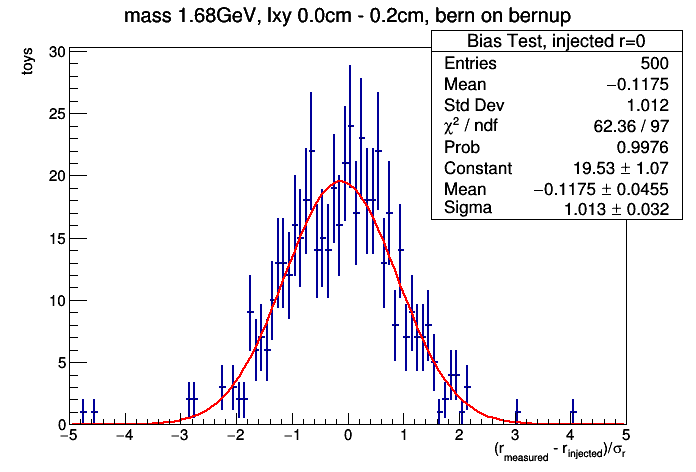 mass 1.68GeV, lxy 0.0cm - 0.2cm, bern on bernup
Bias Test, injected r=0
Entries 500
Mean −0.1175
Std Dev 1.012
χ² / ndf 62.36 / 97
Prob 0.9976
Constant 19.53 ± 1.07
Mean −0.1175 ± 0.0455
Sigma 1.013 ± 0.032
toys
30
25
20
15
10
5
0
−5 −4 −3 −2 −1 0 1 2 3 4 5
(r_measured - r_injected)/σ_r